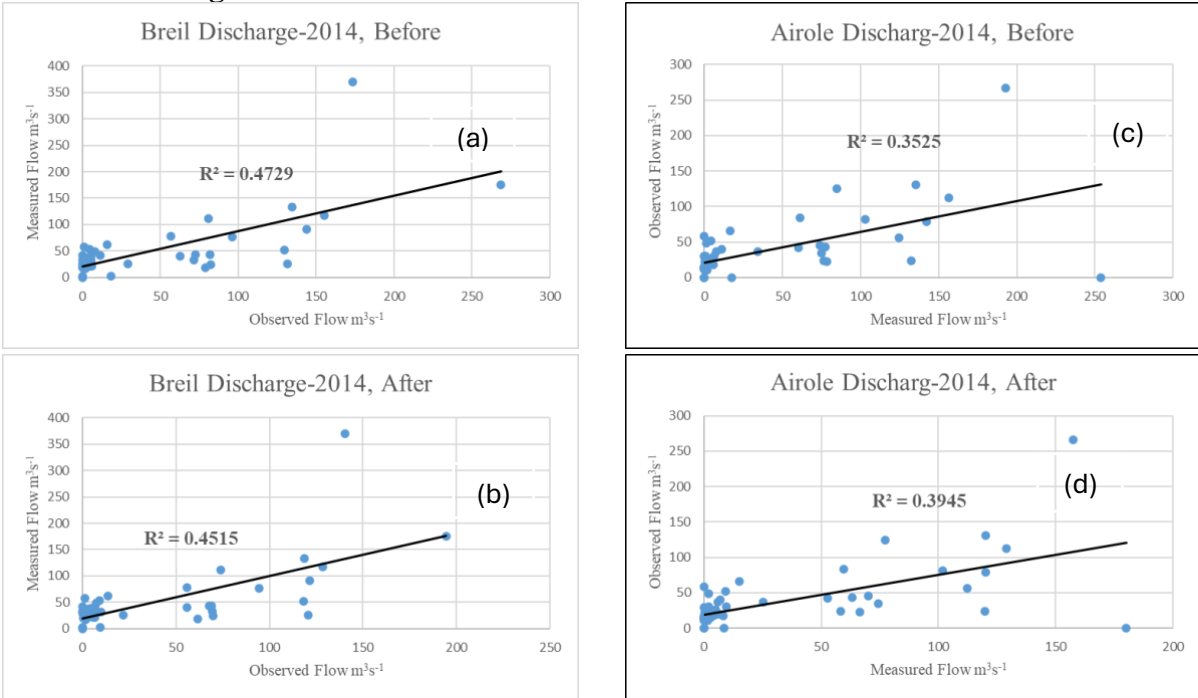 Breil Discharge-2014, Before
400
350
300
250
200
150
100
50
0
0 50 100 150 200 250 300
Measured Flow m³s⁻¹
Observed Flow m³s⁻¹
R² = 0.4729
(a)
Airole Discharg-2014, Before
300
250
200
150
100
50
0
0 50 100 150 200 250 300
Observed Flow m³s⁻¹
Measured Flow m³s⁻¹
R² = 0.3525
(c)
Breil Discharge-2014, After
400
350
300
250
200
150
100
50
0
0 50 100 150 200 250
Measured Flow m³s⁻¹
Observed Flow m³s⁻¹
R² = 0.4515
(b)
Airole Discharg-2014, After
300
250
200
150
100
50
0
0 50 100 150 200
Observed Flow m³s⁻¹
Measured Flow m³s⁻¹
R² = 0.3945
(d)